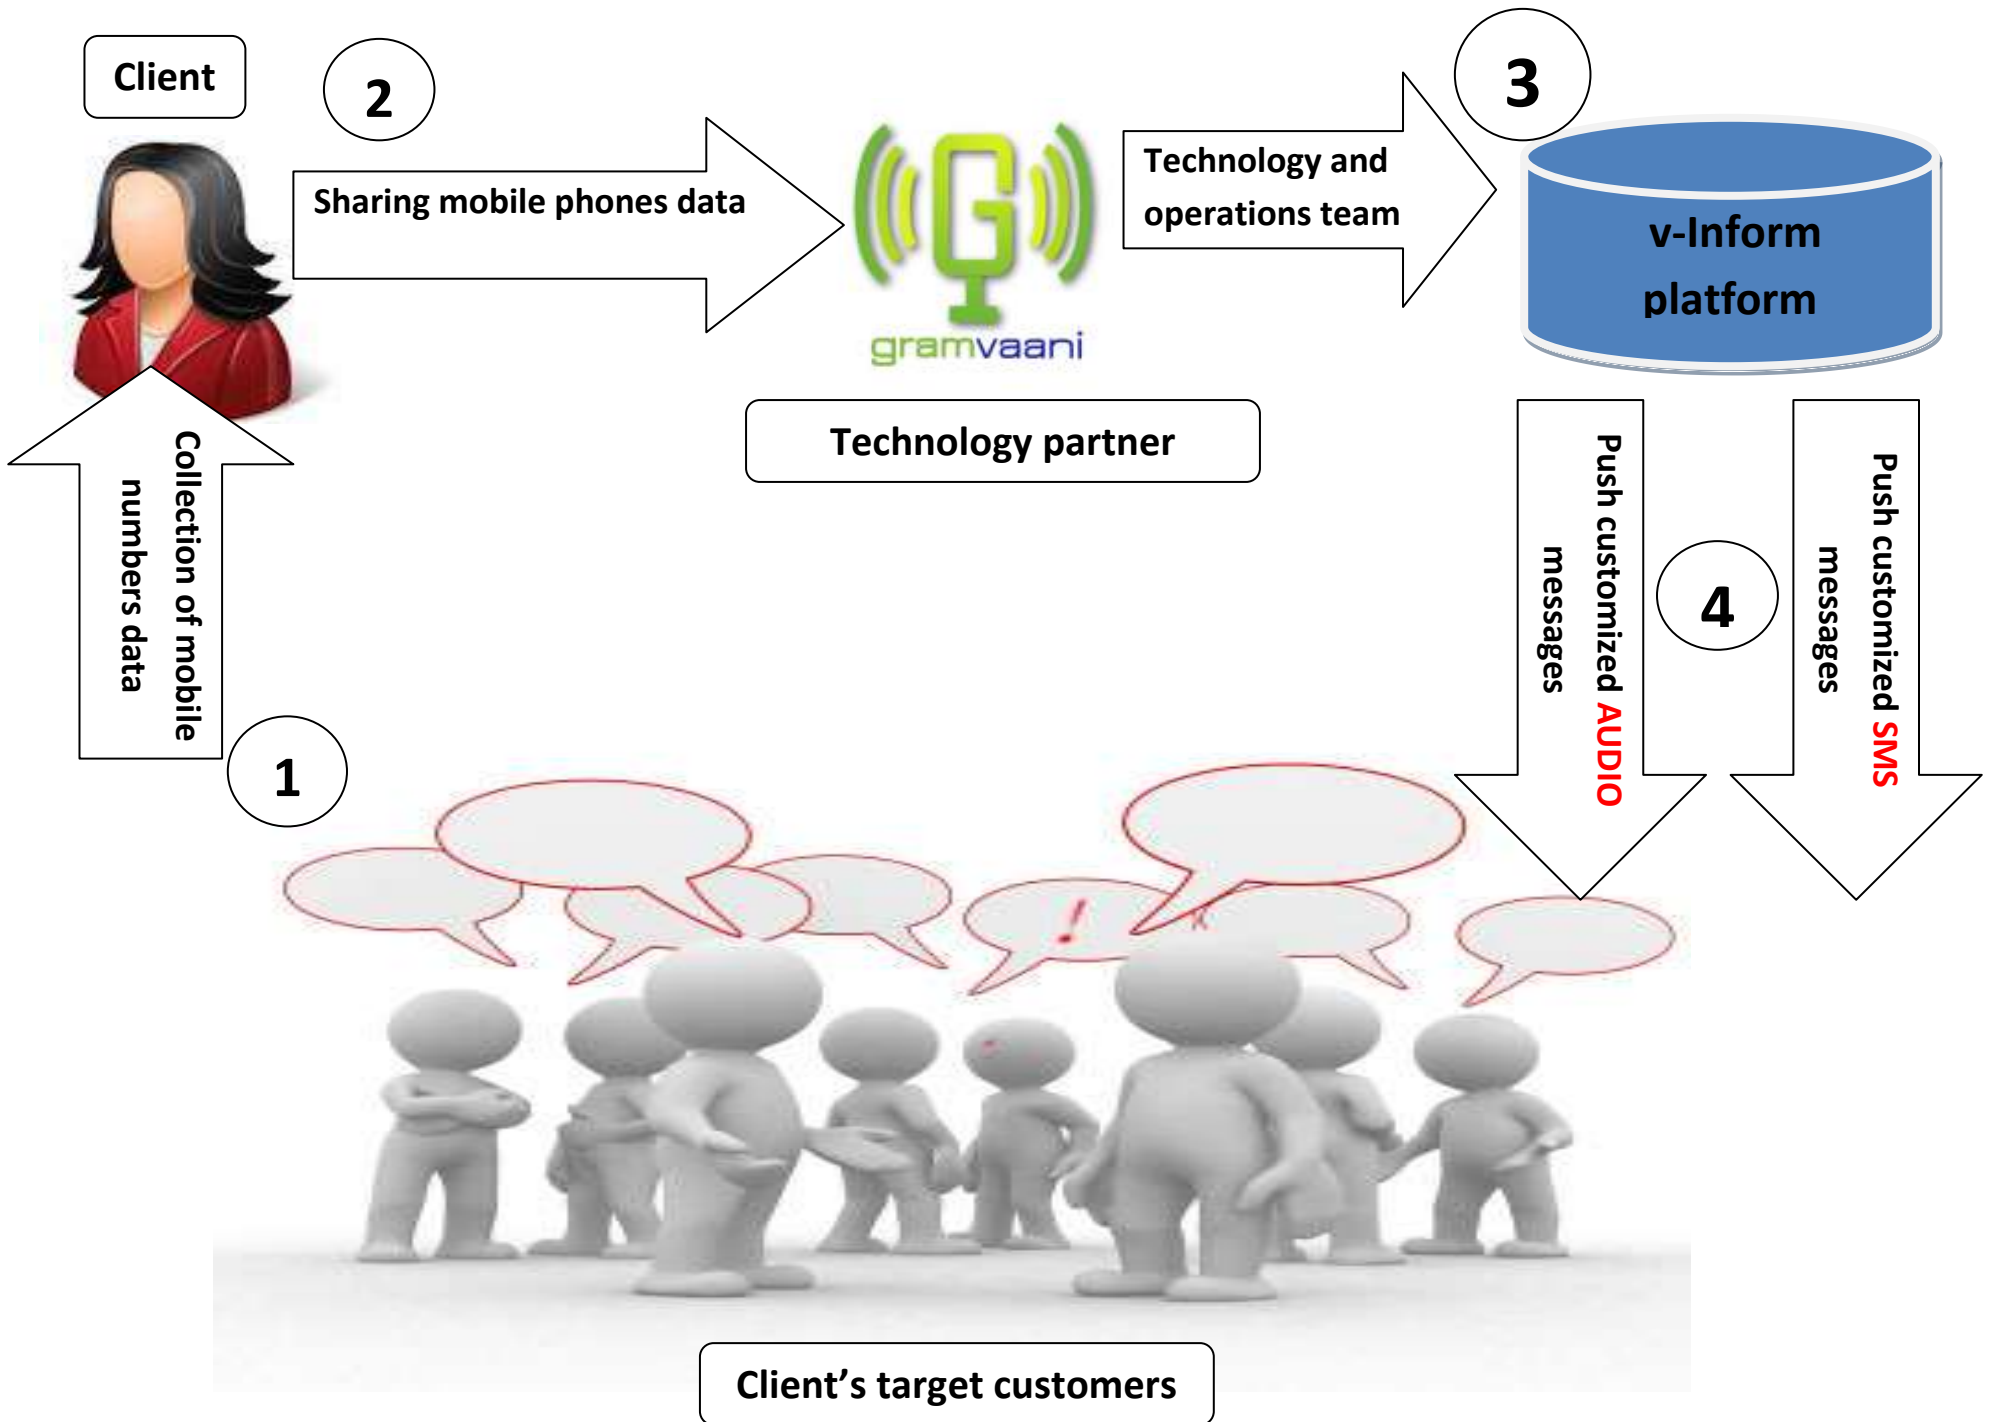 Client
2
3
Sharing mobile phones data
gramvaani
Technology and
operations team
v-Inform
platform
Technology partner
Collection of mobile
numbers data
1
Push customized AUDIO
messages
4
Push customized SMS
messages
!
Client’s target customers